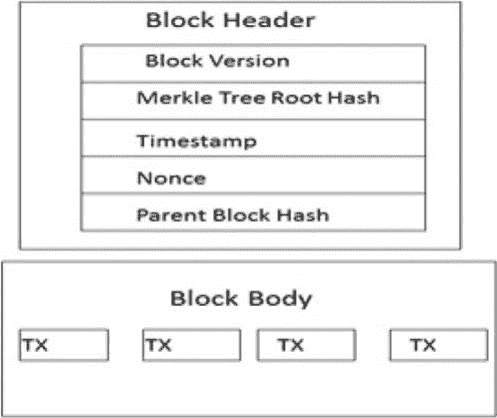 Block Header
Block Version
Merkle Tree Root Hash
Timestamp
Nonce
Parent Block Hash
Block Body
TX TX TX TX